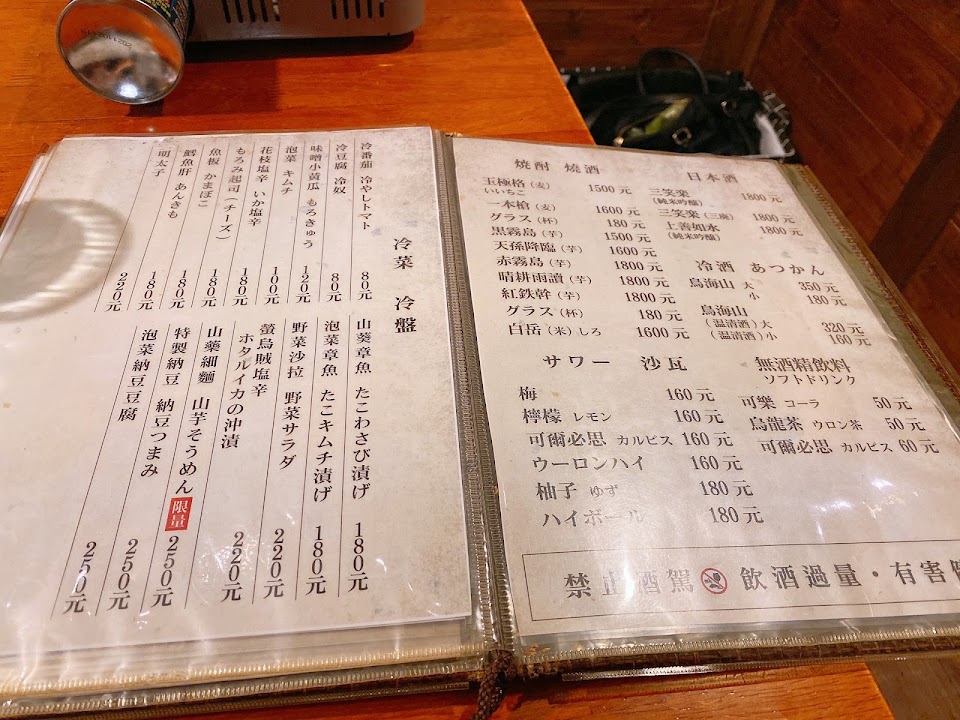 冷菜 冷盤
冷番茄 冷やしトマト 80元
冷豆腐 冷奴 80元
味噌小黃瓜 もろきゅう 120元
泡菜 キムチ 100元
花枝塩辛 いか塩辛 180元
もろみ起司（チーズ） 180元
魚板 かまぼこ 180元
鱈魚肝 あんきも 180元
明太子 220元
山葵章魚 たこわさび漬げ 180元
泡菜章魚 たこキムチ漬げ 180元
野菜沙拉 野菜サラダ 220元
螢烏賊塩辛
ホタルイカの沖漬 220元
山藥細麵 山芋そうめん 限量 250元
特製納豆 納豆つまみ 250元
泡菜納豆豆腐 250元
焼酎 燒酒
玉極格（麦） 1500元
いいちこ
一本槍（麦） 1600元
グラス（杯） 180元
黒霧島（芋） 1500元
天孫降臨（芋） 1600元
赤霧島（芋） 1800元
晴耕雨讀（芋） 1800元
紅鉄幹（芋） 1800元
グラス（杯） 180元
白岳（米）しろ 1600元
日本酒
三笑楽 1800元
(純米吟醸)
三笑楽 1800元
上善如水 1800元
(純米吟醸)
冷酒 あつかん
鳥海山 大 350元
小 180元
鳥海山
（温清酒）大 320元
（温清酒）小 160元
サワー 沙瓦
梅 160元
檸檬 レモン 160元
可爾必思 カルピス 160元
ウーロンハイ 160元
柚子 ゆず 180元
ハイボール 180元
無酒精飲料
ソフトドリンク
可樂 コーラ 50元
烏龍茶 ウロン茶 50元
可爾必思 カルピス 60元
禁止酒駕 飲酒過量・有害